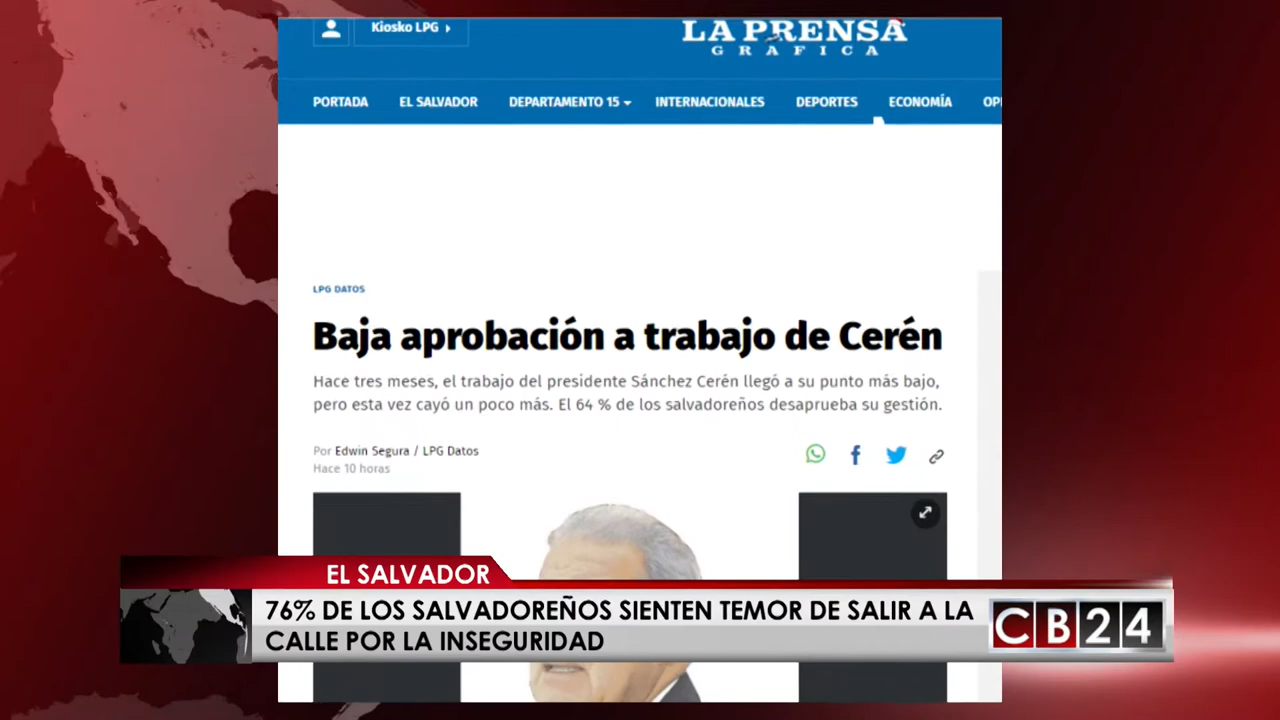 Kiosko LPG
LA PRENSA
GRAFICA
PORTADA EL SALVADOR DEPARTAMENTO 15 INTERNACIONALES DEPORTES ECONOMÍA OPI
LPG DATOS
Baja aprobación a trabajo de Cerén
Hace tres meses, el trabajo del presidente Sánchez Cerén llegó a su punto más bajo,
pero esta vez cayó un poco más. El 64 % de los salvadoreños desaprueba su gestión.
Por Edwin Segura / LPG Datos
Hace 10 horas
EL SALVADOR
76% DE LOS SALVADOREÑOS SIENTEN TEMOR DE SALIR A LA
CALLE POR LA INSEGURIDAD
CB24